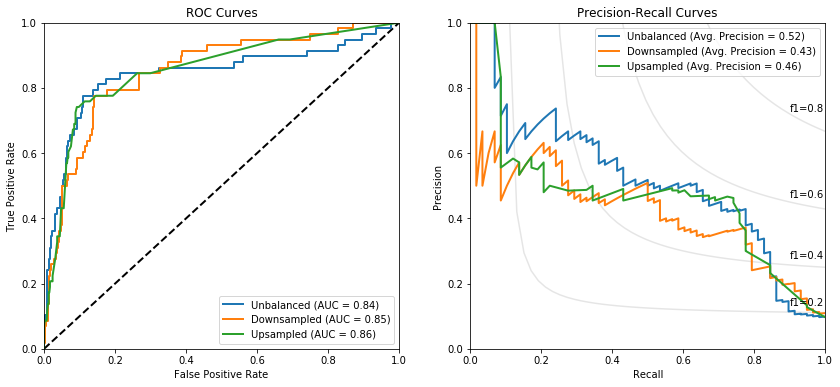 ROC Curves
1.0
0.8
0.6
0.4
0.2
0.0
True Positive Rate
0.0
0.2
0.4
0.6
0.8
1.0
False Positive Rate
Unbalanced (AUC = 0.84)
Downsampled (AUC = 0.85)
Upsampled (AUC = 0.86)
Precision-Recall Curves
1.0
0.8
0.6
0.4
0.2
0.0
Precision
0.0
0.2
0.4
0.6
0.8
1.0
Recall
Unbalanced (Avg. Precision = 0.52)
Downsampled (Avg. Precision = 0.43)
Upsampled (Avg. Precision = 0.46)
f1=0.8
f1=0.6
f1=0.4
f1=0.2